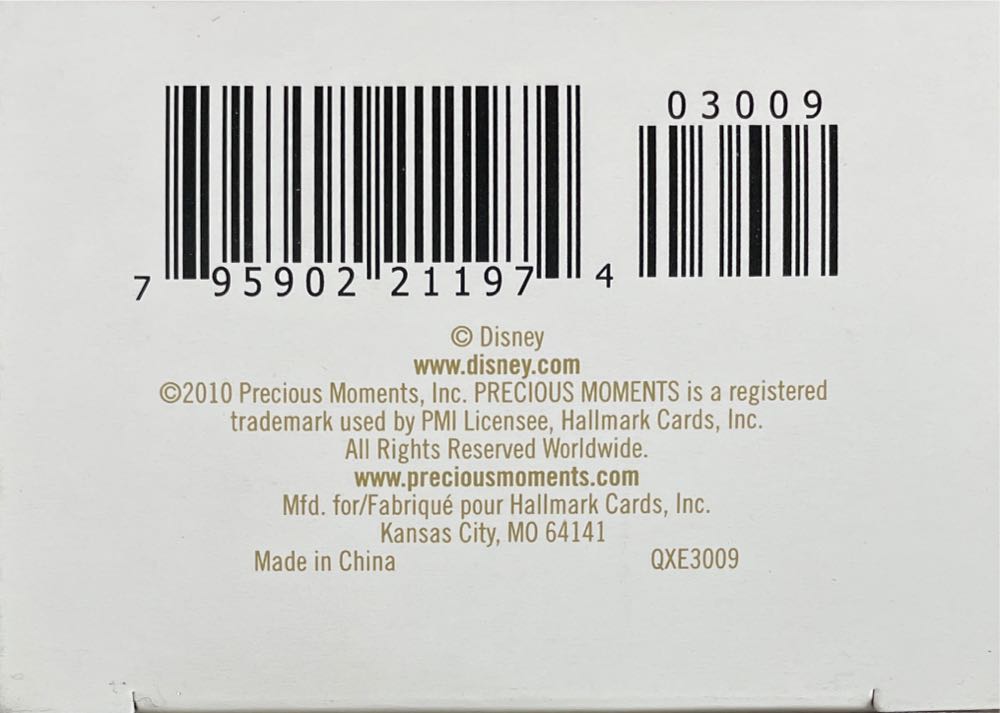 03009
7 95902 21197 4
© Disney
www.disney.com
©2010 Precious Moments, Inc. PRECIOUS MOMENTS is a registered
trademark used by PMI Licensee, Hallmark Cards, Inc.
All Rights Reserved Worldwide.
www.preciousmoments.com
Mfd. for/Fabriqué pour Hallmark Cards, Inc.
Kansas City, MO 64141
Made in China QXE3009